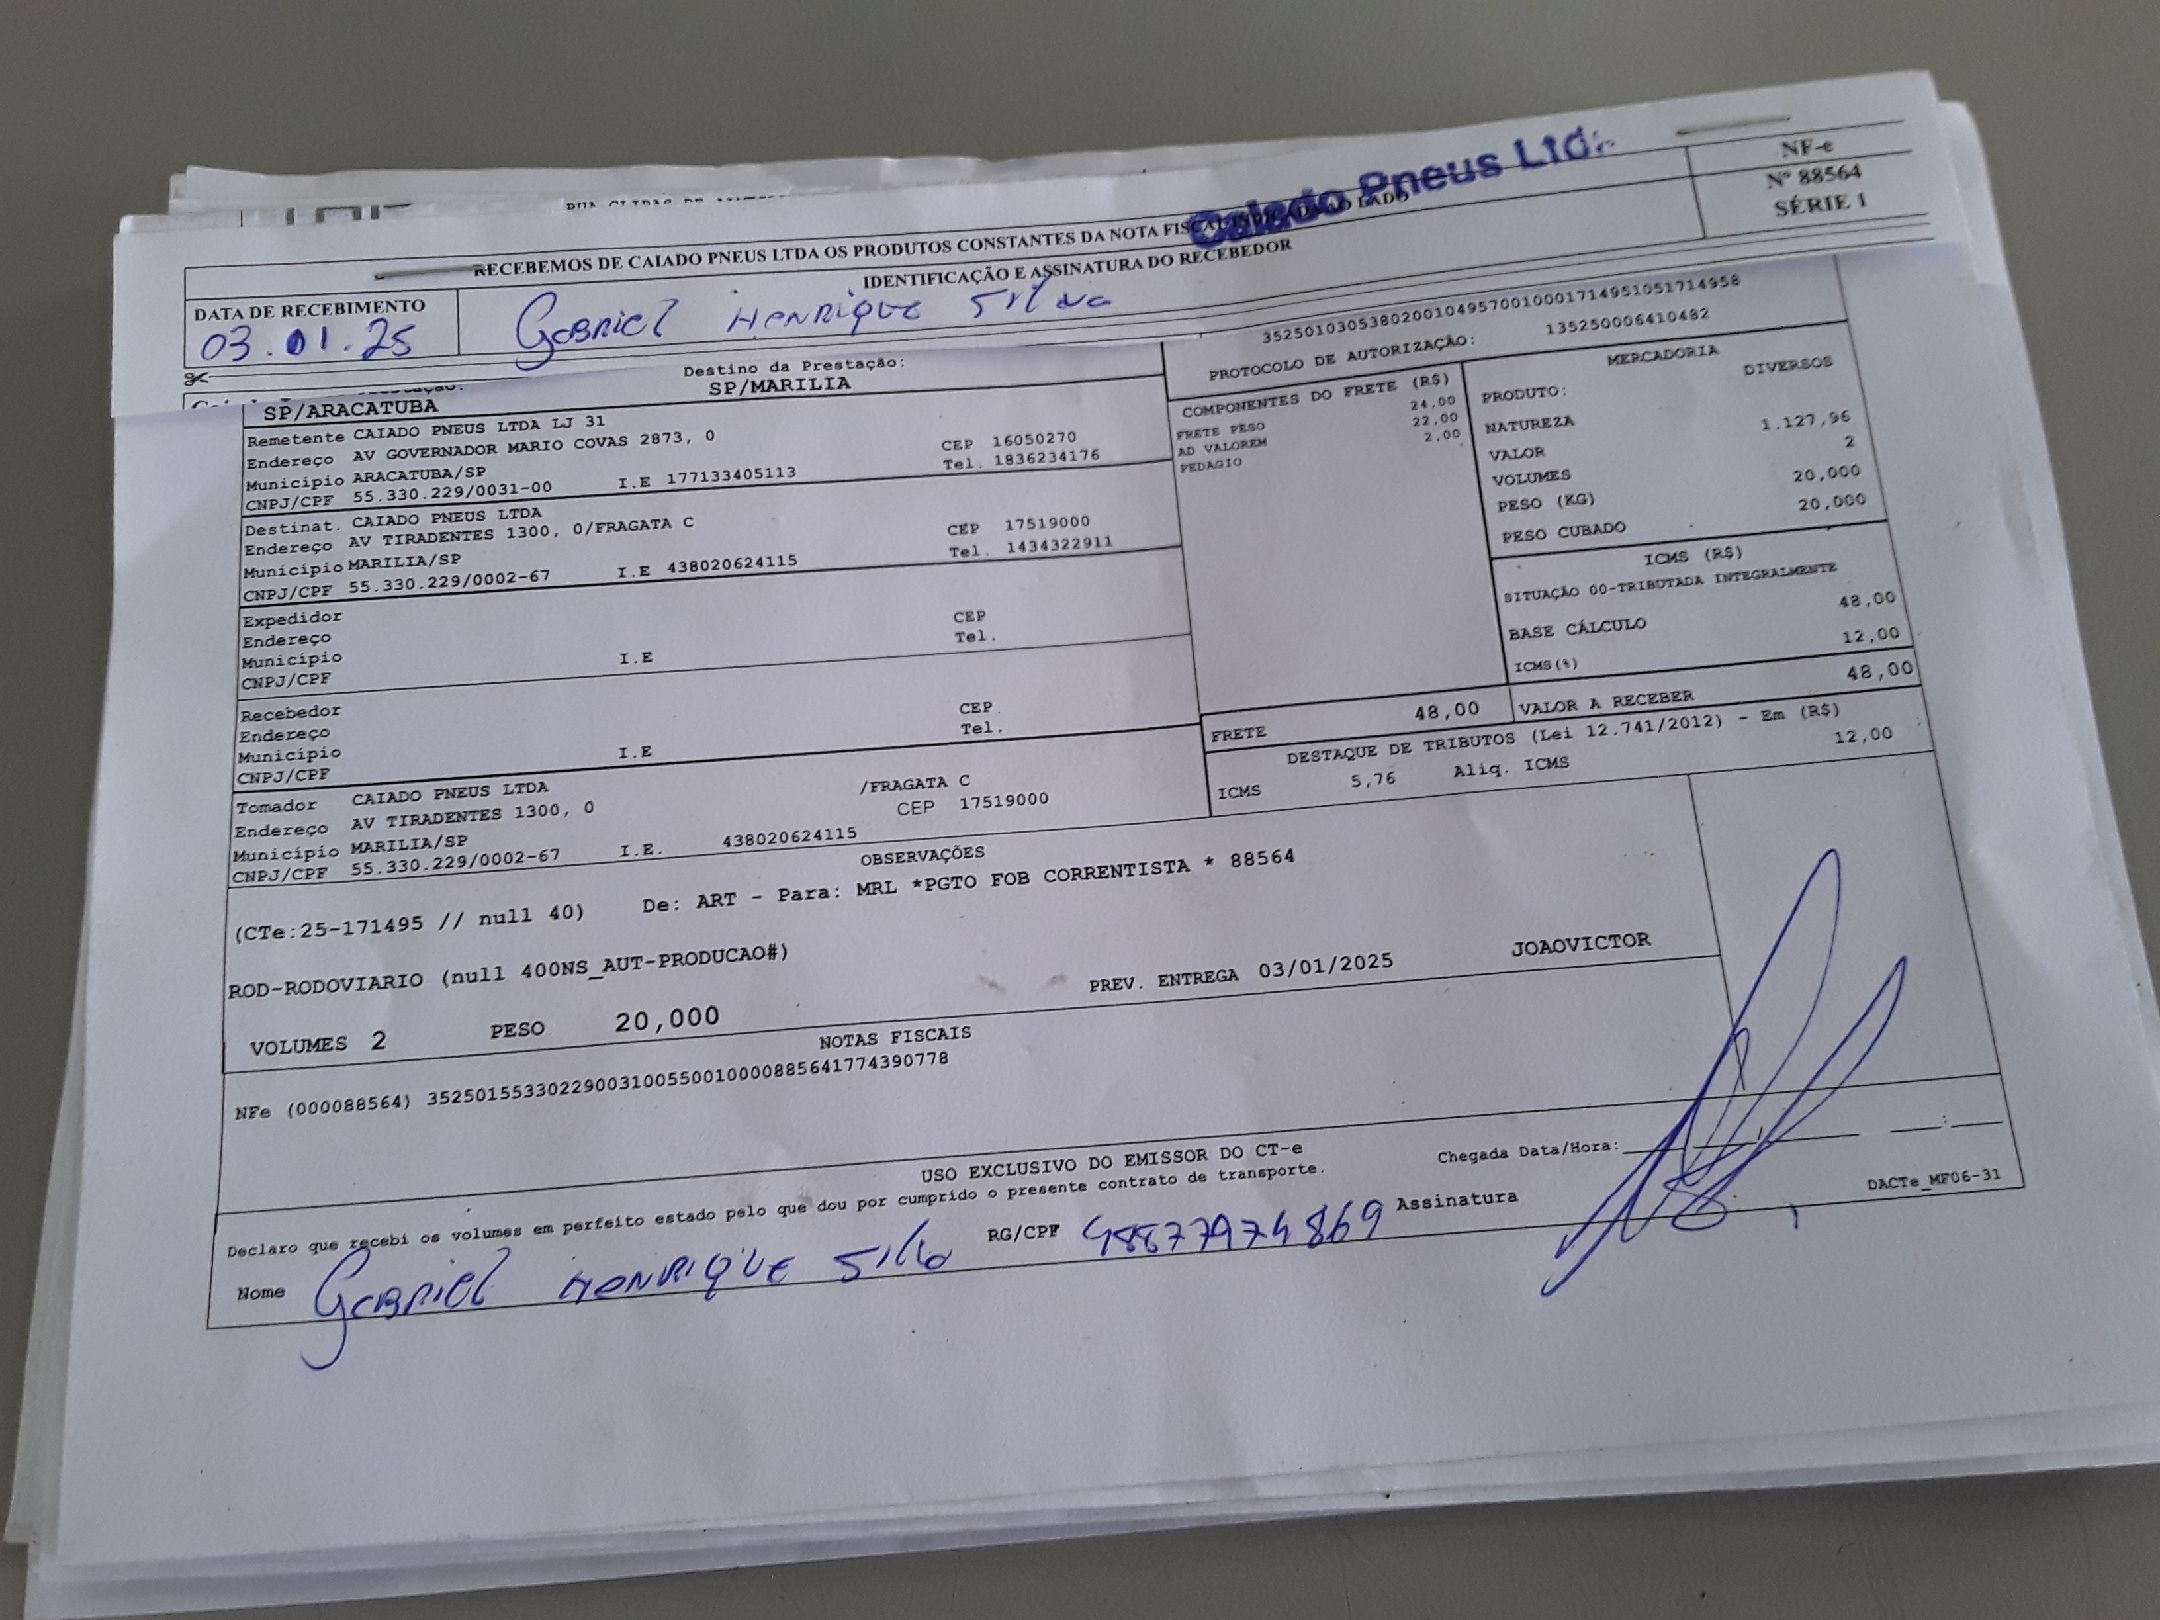 Caiado Pneus Ltda
RECEBEMOS DE CAIADO PNEUS LTDA OS PRODUTOS CONSTANTES DA NOTA FISCAL INDICADA AO LADO
NF-e
Nº 88564
SÉRIE 1
IDENTIFICAÇÃO E ASSINATURA DO RECEBEDOR
DATA DE RECEBIMENTO
03.01.25
Gabriel Henrique Silva
35250103053802001049570010001714951051714958
PROTOCOLO DE AUTORIZAÇÃO: 135250006410482
Destino da Prestação:
SP/ARACATUBA SP/MARILIA
Remetente CAIADO PNEUS LTDA LJ 31
Endereço AV GOVERNADOR MARIO COVAS 2873, 0 CEP 16050270
Município ARACATUBA/SP Tel. 1836234176
CNPJ/CPF 55.330.229/0031-00 I.E 177133405113
Destinat. CAIADO PNEUS LTDA
Endereço AV TIRADENTES 1300, 0/FRAGATA C CEP 17519000
Município MARILIA/SP Tel. 1434322911
CNPJ/CPF 55.330.229/0002-67 I.E 438020624115
Expedidor CEP
Endereço Tel.
Município I.E
CNPJ/CPF
Recebedor CEP
Endereço Tel.
Município I.E
CNPJ/CPF
Tomador CAIADO PNEUS LTDA /FRAGATA C
Endereço AV TIRADENTES 1300, 0 CEP 17519000
Município MARILIA/SP
CNPJ/CPF 55.330.229/0002-67 I.E. 438020624115
COMPONENTES DO FRETE (R$)
FRETE PESO 24,00
AD VALOREM 22,00
PEDAGIO 2,00
MERCADORIA
PRODUTO: DIVERSOS
NATUREZA
VALOR 1.127,96
VOLUMES 2
PESO (KG) 20,000
PESO CUBADO 20,000
ICMS (R$)
SITUAÇÃO 00-TRIBUTADA INTEGRALMENTE
BASE CÁLCULO 48,00
ICMS(%) 12,00
FRETE 48,00 VALOR A RECEBER 48,00
DESTAQUE DE TRIBUTOS (Lei 12.741/2012) - Em (R$)
ICMS 5,76 Aliq. ICMS 12,00
OBSERVAÇÕES
(CTe:25-171495 // null 40) De: ART - Para: MRL *PGTO FOB CORRENTISTA * 88564
ROD-RODOVIARIO (null 400NS_AUT-PRODUCAO#)
PREV. ENTREGA 03/01/2025 JOAOVICTOR
VOLUMES 2 PESO 20,000
NOTAS FISCAIS
NFe (000088564) 35250155330229003100550010000885641774390778
USO EXCLUSIVO DO EMISSOR DO CT-e
Declaro que recebi os volumes em perfeito estado pelo que dou por cumprido o presente contrato de transporte.
Chegada Data/Hora:
Nome Gabriel Henrique Silva RG/CPF 48877974869 Assinatura
DACTe_MF06-31